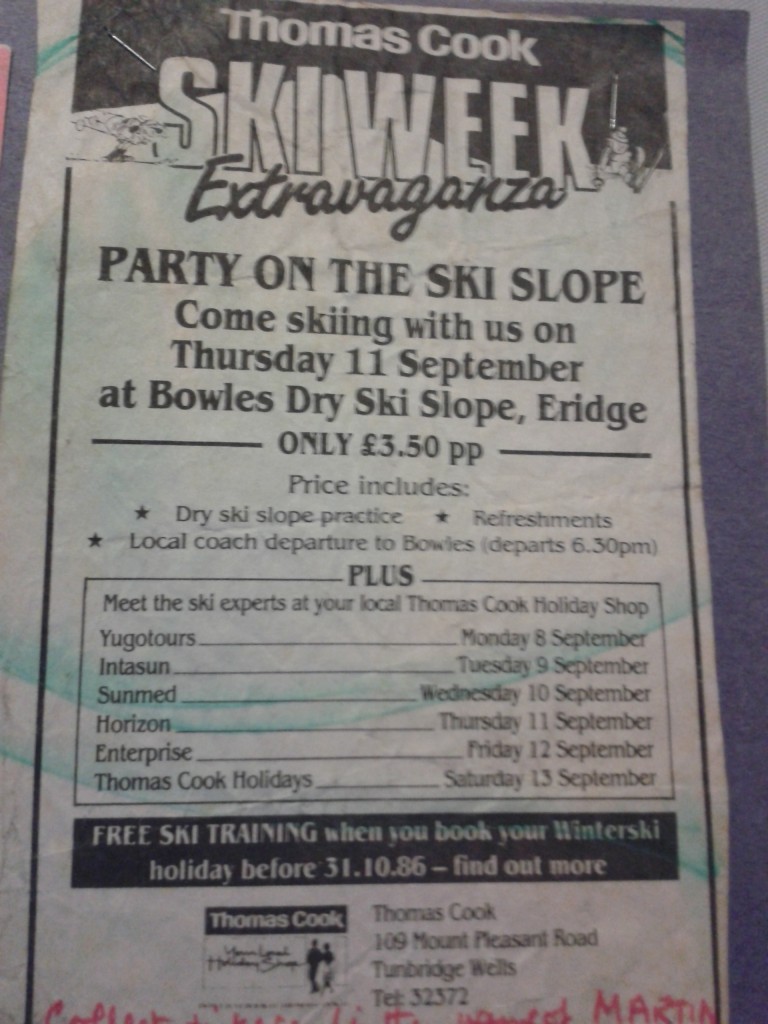 Thomas Cook
SKIWEEK
Extravaganza
PARTY ON THE SKI SLOPE
Come skiing with us on
Thursday 11 September
at Bowles Dry Ski Slope, Eridge
ONLY £3.50 pp
Price includes:
★ Dry ski slope practice ★ Refreshments
★ Local coach departure to Bowles (departs 6.30pm)
PLUS
Meet the ski experts at your local Thomas Cook Holiday Shop
Yugotours Monday 8 September
Intasun Tuesday 9 September
Sunmed Wednesday 10 September
Horizon Thursday 11 September
Enterprise Friday 12 September
Thomas Cook Holidays Saturday 13 September
FREE SKI TRAINING when you book your Winterski
holiday before 31.10.86 – find out more
Thomas Cook
Your Local
Holiday Shop
Thomas Cook
109 Mount Pleasant Road
Tunbridge Wells
Tel: 32372
Collect MARTIN